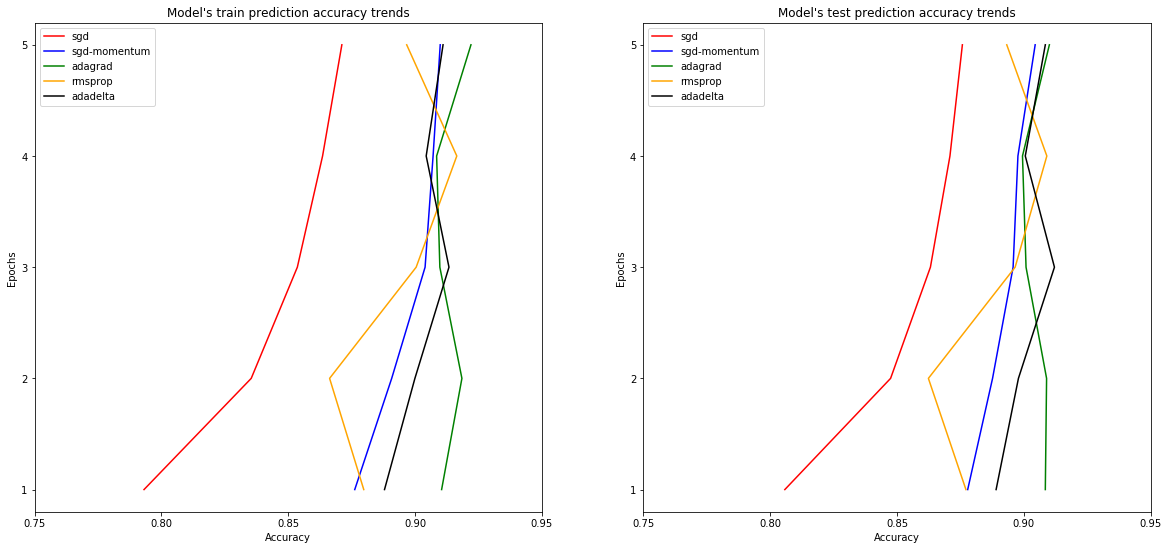 Model's train prediction accuracy trends
sgd
sgd-momentum
adagrad
rmsprop
adadelta
5
4
3
2
1
Epochs
0.75
0.80
0.85
0.90
0.95
Accuracy
Model's test prediction accuracy trends
sgd
sgd-momentum
adagrad
rmsprop
adadelta
5
4
3
2
1
Epochs
0.75
0.80
0.85
0.90
0.95
Accuracy